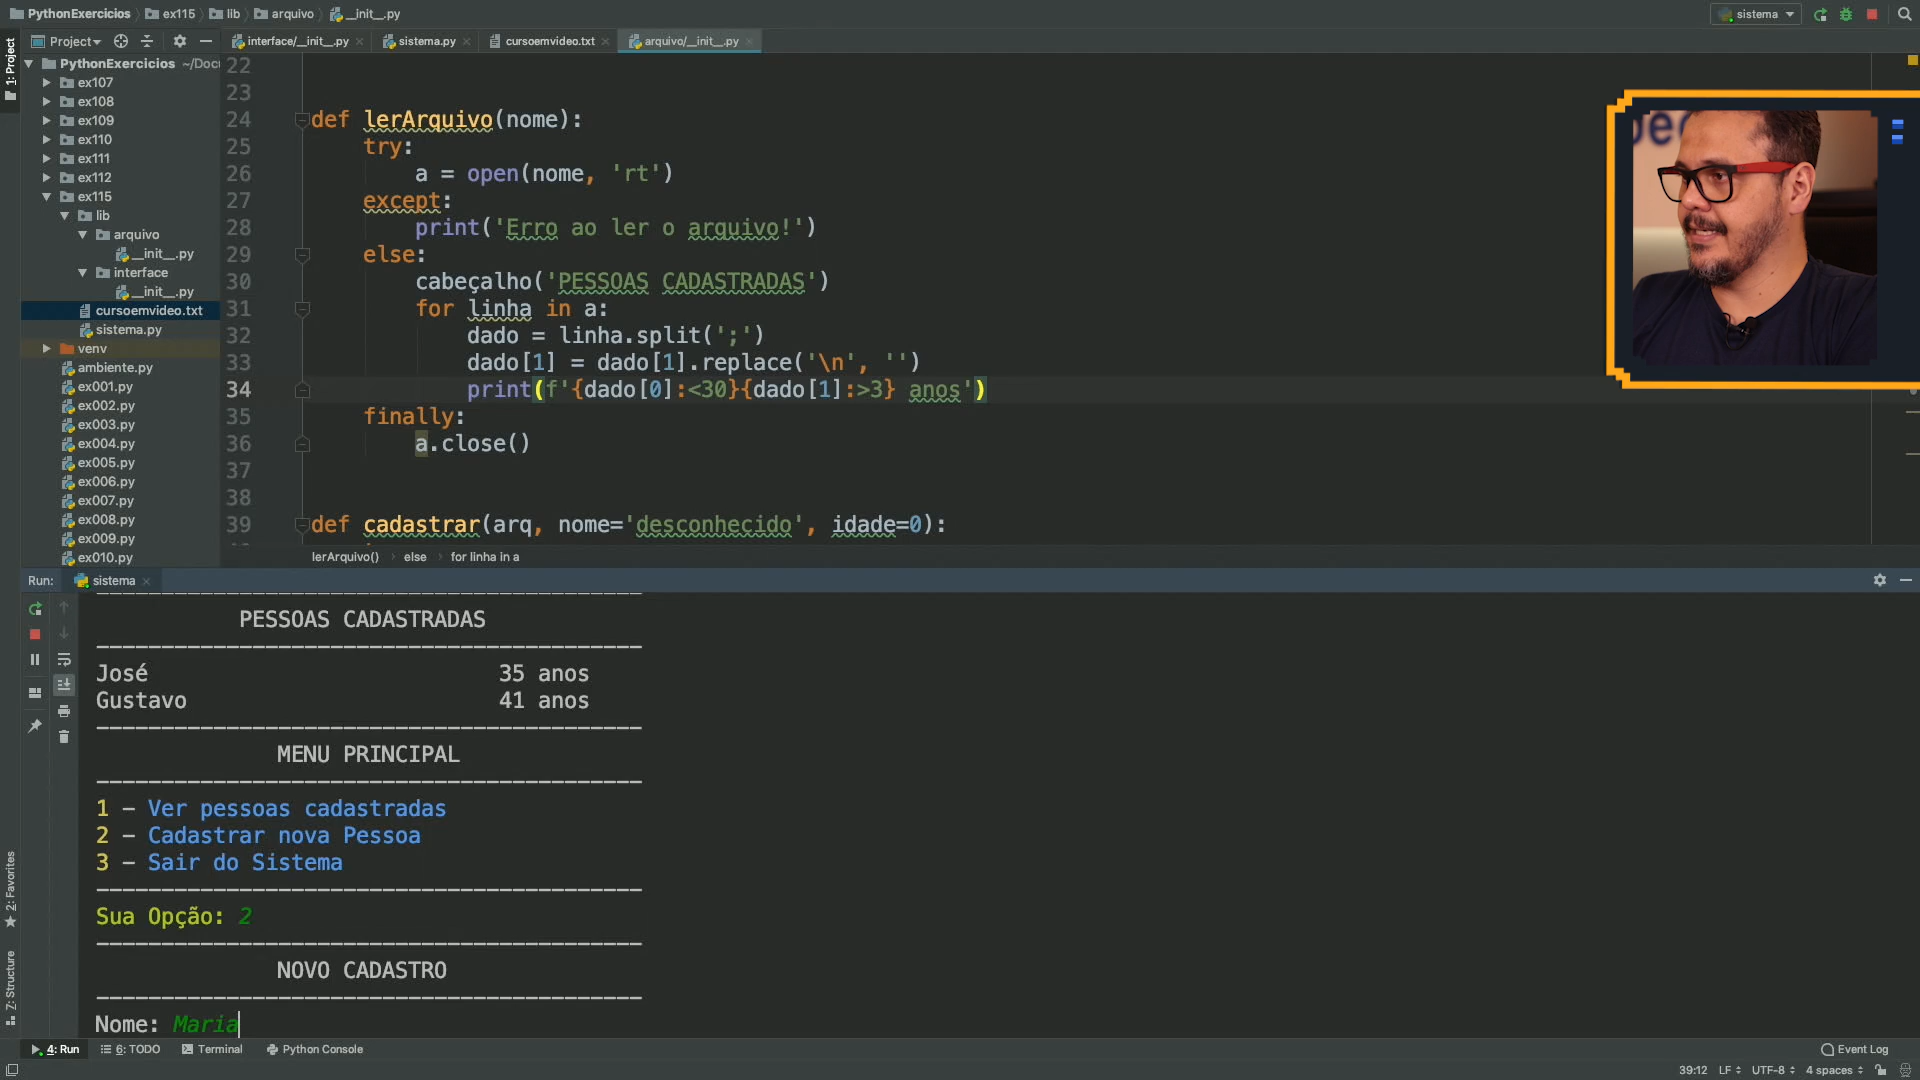 PythonExercicios ex115 lib arquivo __init__.py
sistema
1: Project
Project
interface/__init__.py
sistema.py
cursoemvideo.txt
arquivo/__init__.py
PythonExercicios ~/Docu
ex107
ex108
ex109
ex110
ex111
ex112
ex115
lib
arquivo
__init__.py
interface
__init__.py
cursoemvideo.txt
sistema.py
venv
ambiente.py
ex001.py
ex002.py
ex003.py
ex004.py
ex005.py
ex006.py
ex007.py
ex008.py
ex009.py
ex010.py
22
23
24 def lerArquivo(nome):
25 try:
26 a = open(nome, 'rt')
27 except:
28 print('Erro ao ler o arquivo!')
29 else:
30 cabeçalho('PESSOAS CADASTRADAS')
31 for linha in a:
32 dado = linha.split(';')
33 dado[1] = dado[1].replace('\n', '')
34 print(f'{dado[0]:<30}{dado[1]:>3} anos')
35 finally:
36 a.close()
37
38
39 def cadastrar(arq, nome='desconhecido', idade=0):
lerArquivo() › else › for linha in a
Run: sistema
PESSOAS CADASTRADAS
José 35 anos
Gustavo 41 anos
MENU PRINCIPAL
1 - Ver pessoas cadastradas
2 - Cadastrar nova Pessoa
3 - Sair do Sistema
Sua Opção: 2
NOVO CADASTRO
Nome: Maria
2: Favorites
Z: Structure
4: Run
6: TODO
Terminal
Python Console
Event Log
39:12 LF UTF-8 4 spaces